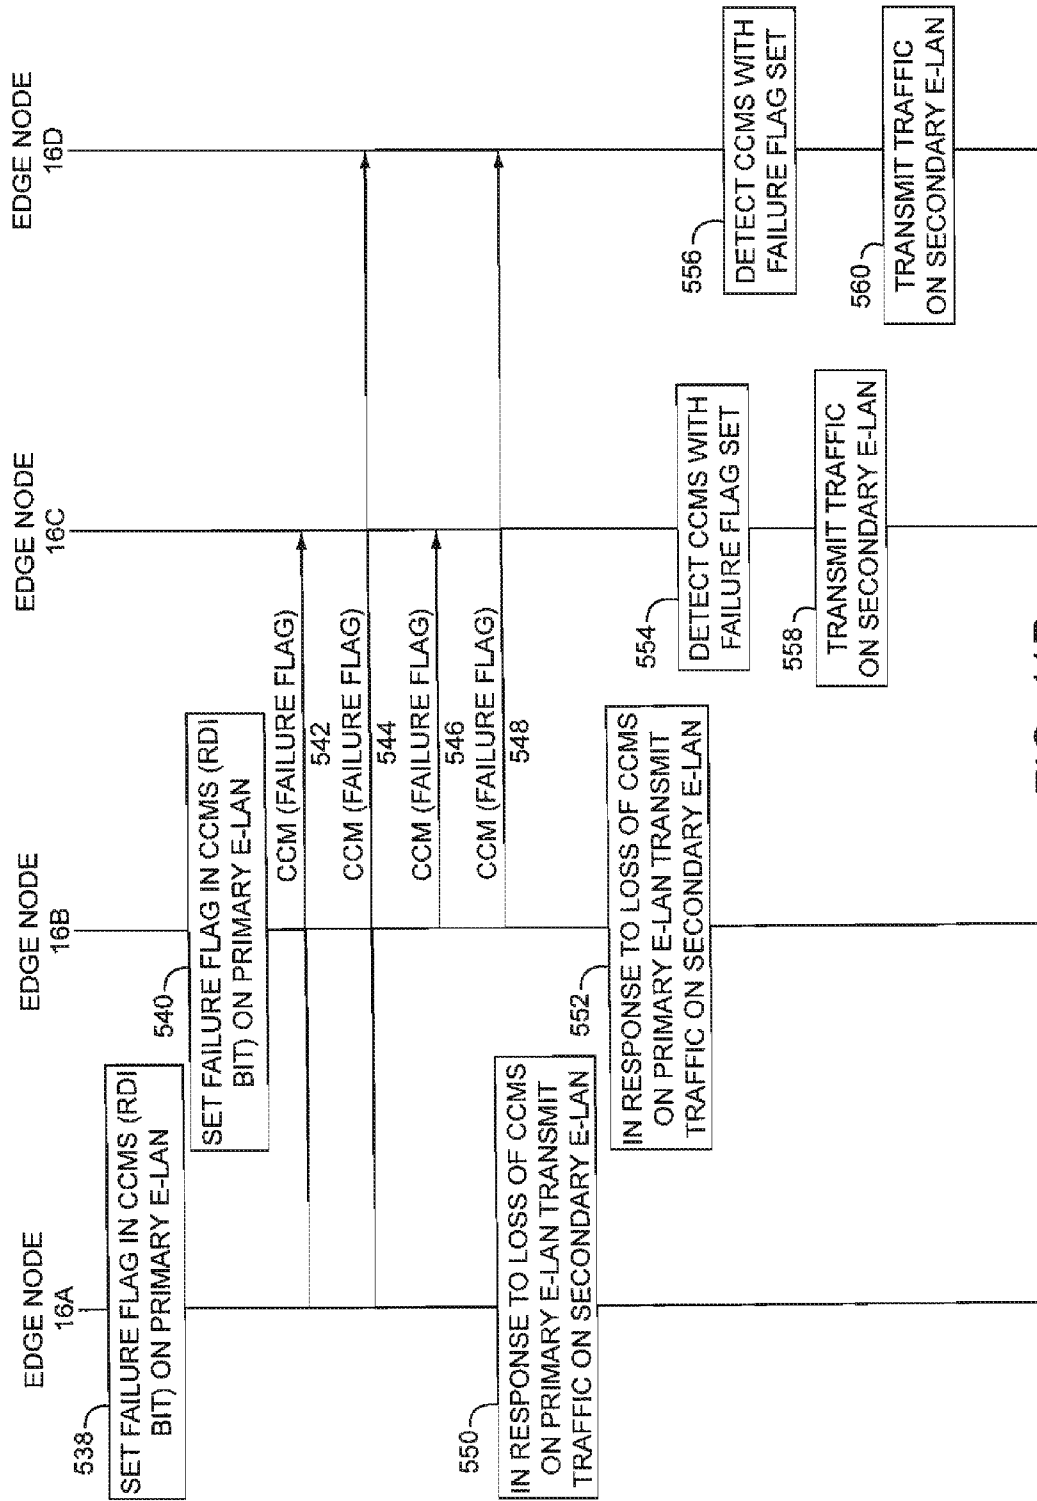 EDGE NODE
16A
EDGE NODE
16B
EDGE NODE
16C
EDGE NODE
16D
538
SET FAILURE FLAG IN CCMS (RDI
BIT) ON PRIMARY E-LAN
540
SET FAILURE FLAG IN CCMS (RDI
BIT) ON PRIMARY E-LAN
CCM (FAILURE FLAG)
542
CCM (FAILURE FLAG)
544
CCM (FAILURE FLAG)
546
CCM (FAILURE FLAG)
548
550
IN RESPONSE TO LOSS OF CCMS
ON PRIMARY E-LAN TRANSMIT
TRAFFIC ON SECONDARY E-LAN
552
IN RESPONSE TO LOSS OF CCMS
ON PRIMARY E-LAN TRANSMIT
TRAFFIC ON SECONDARY E-LAN
554
DETECT CCMS WITH
FAILURE FLAG SET
556
DETECT CCMS WITH
FAILURE FLAG SET
558
TRANSMIT TRAFFIC
ON SECONDARY E-LAN
560
TRANSMIT TRAFFIC
ON SECONDARY E-LAN